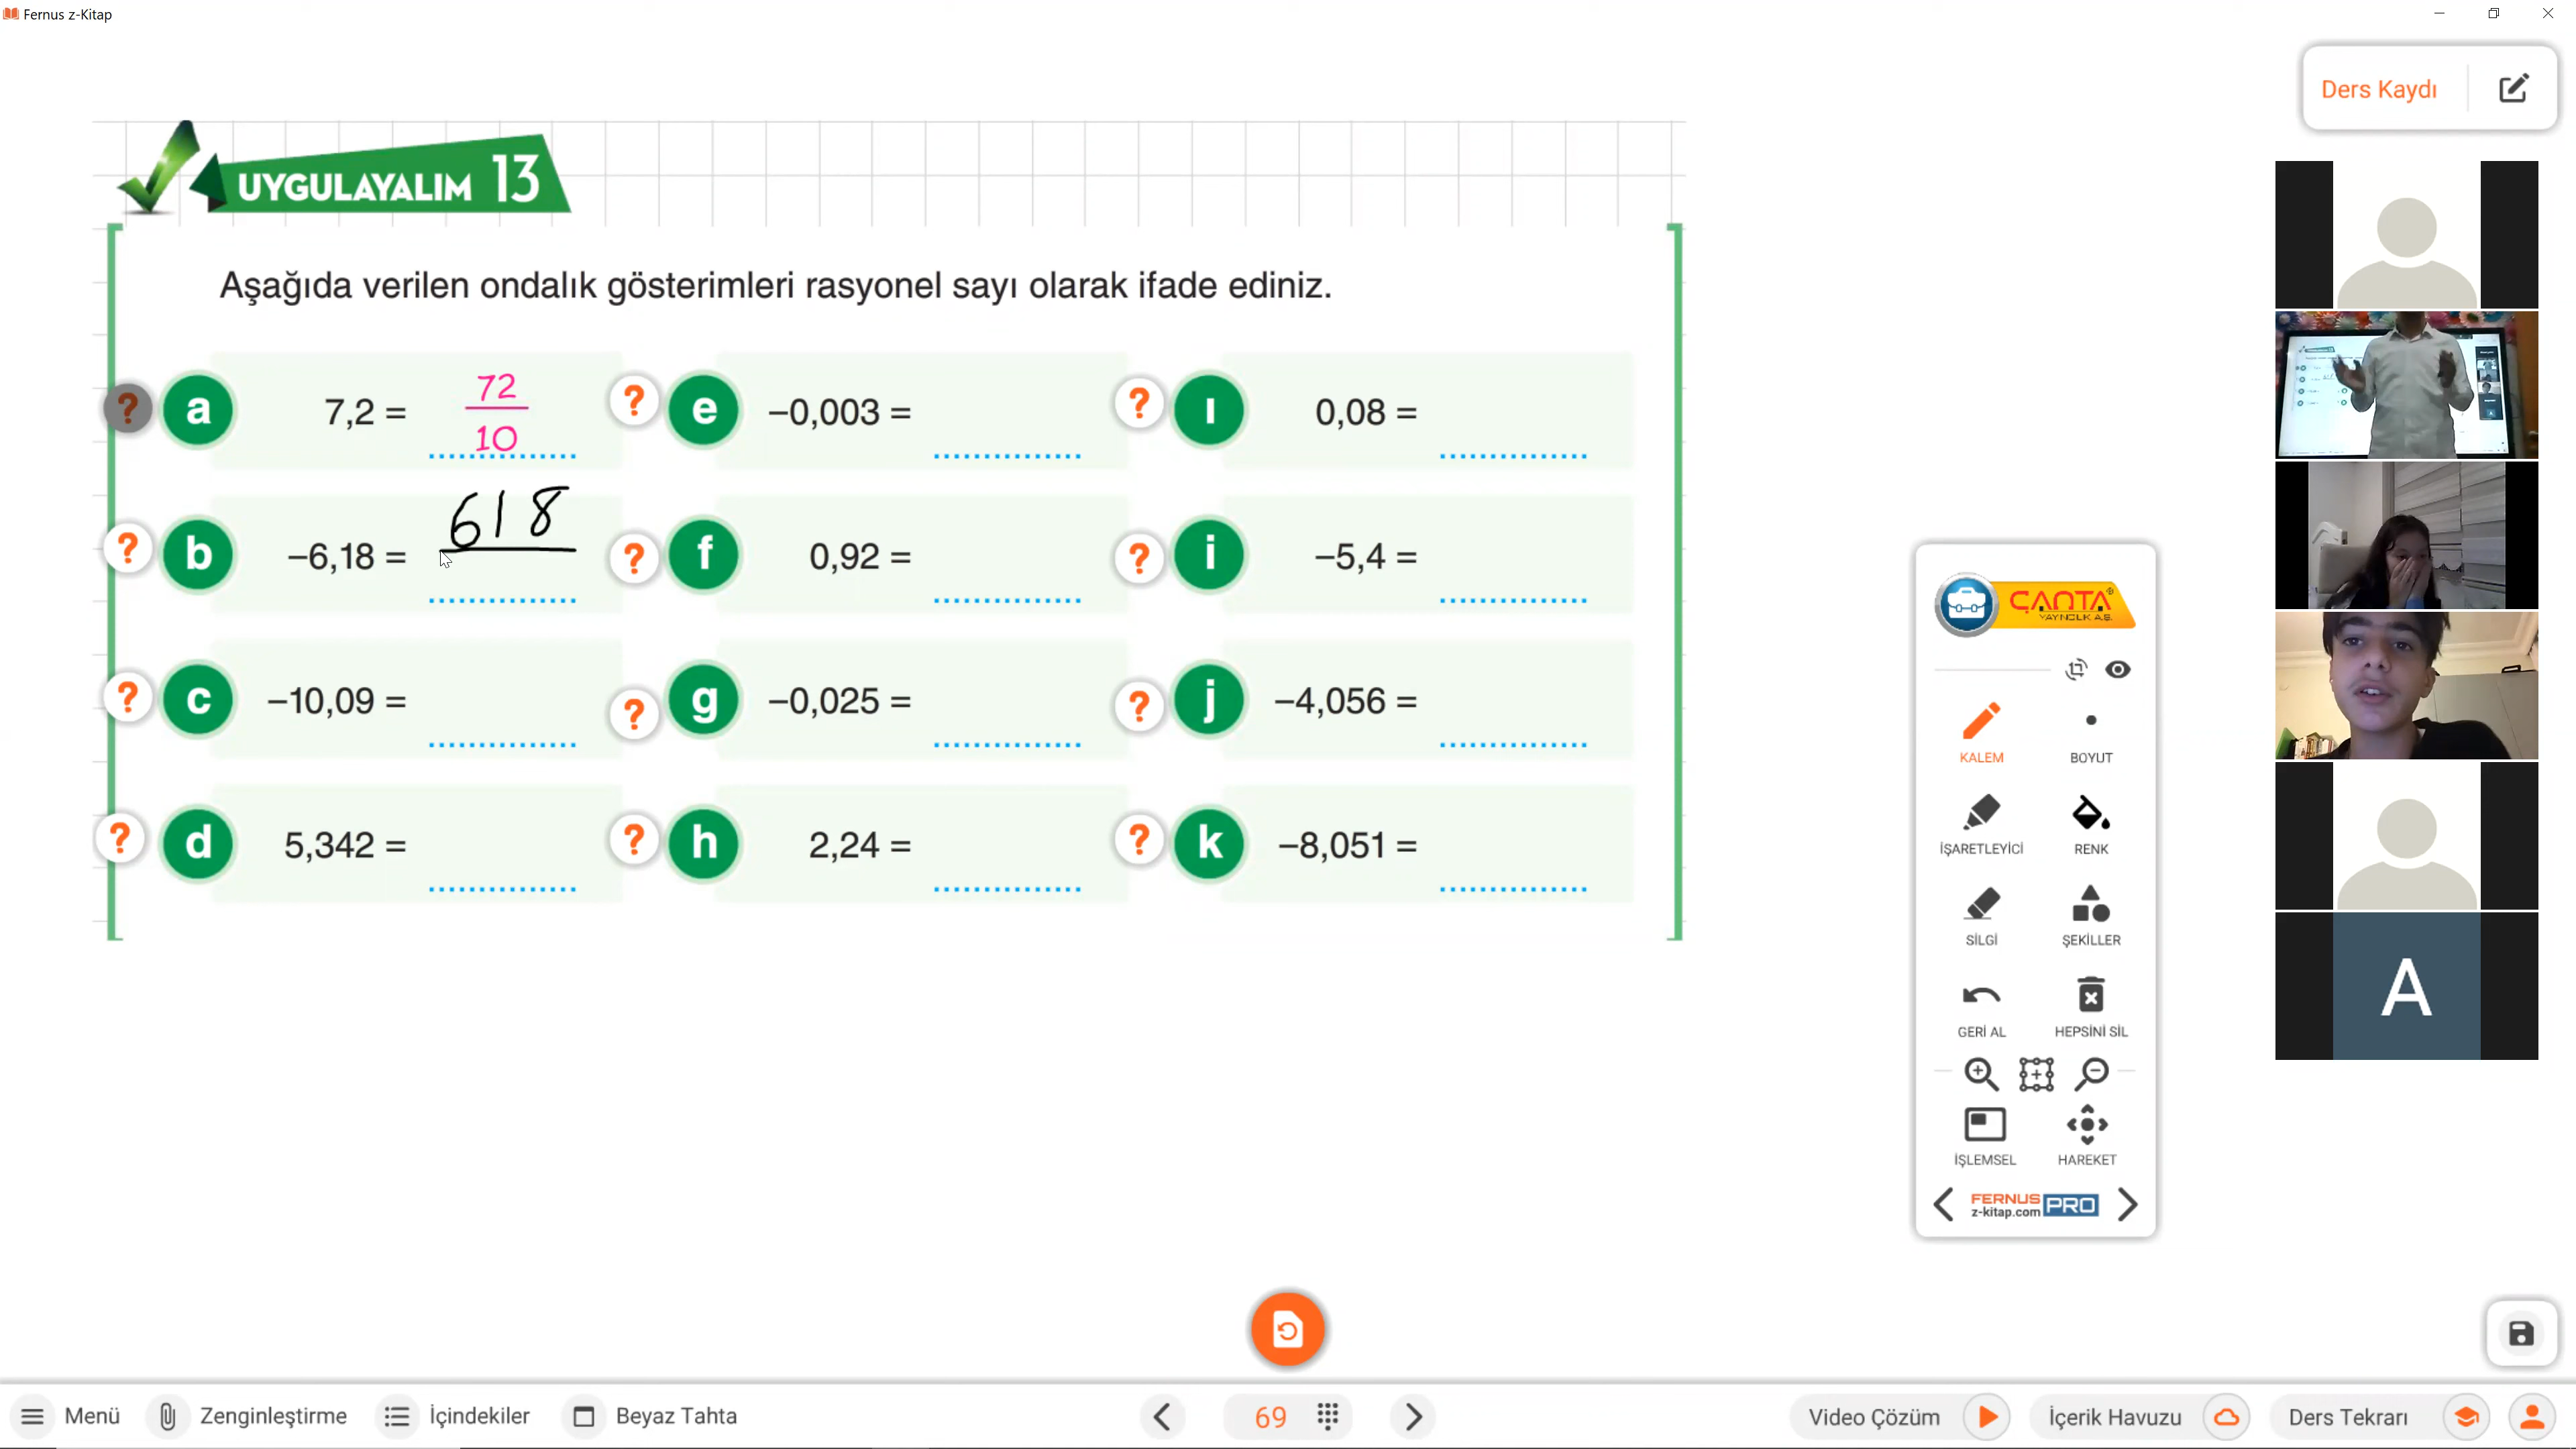 Fernus z-Kitap
Ders Kaydı
UYGULAYALIM 13
Aşağıda verilen ondalık gösterimleri rasyonel sayı olarak ifade ediniz.
? a 7,2 = 72/10 ..............
? b –6,18 = 618 ..............
? c –10,09 = ..............
? d 5,342 = ..............
? e –0,003 = ..............
? f 0,92 = ..............
? g –0,025 = ..............
? h 2,24 = ..............
? ı 0,08 = ..............
? i –5,4 = ..............
? j –4,056 = ..............
? k –8,051 = ..............
ÇANTA
YAYINCILIK A.Ş.
KALEM BOYUT
İŞARETLEYİCİ RENK
SİLGİ ŞEKİLLER
GERİ AL HEPSİNİ SİL
İŞLEMSEL HAREKET
FERNUS
z-kitap.com PRO
A
Menü Zenginleştirme İçindekiler Beyaz Tahta 69 Video Çözüm İçerik Havuzu Ders Tekrarı